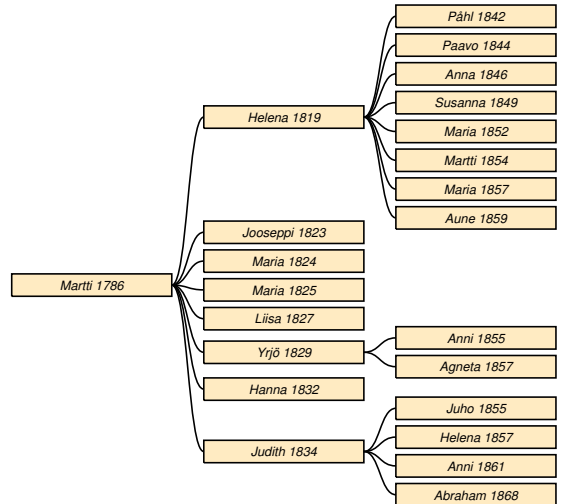 Martti 1786
Helena 1819
Påhl 1842
Paavo 1844
Anna 1846
Susanna 1849
Maria 1852
Martti 1854
Maria 1857
Aune 1859
Jooseppi 1823
Maria 1824
Maria 1825
Liisa 1827
Yrjö 1829
Anni 1855
Agneta 1857
Hanna 1832
Judith 1834
Juho 1855
Helena 1857
Anni 1861
Abraham 1868